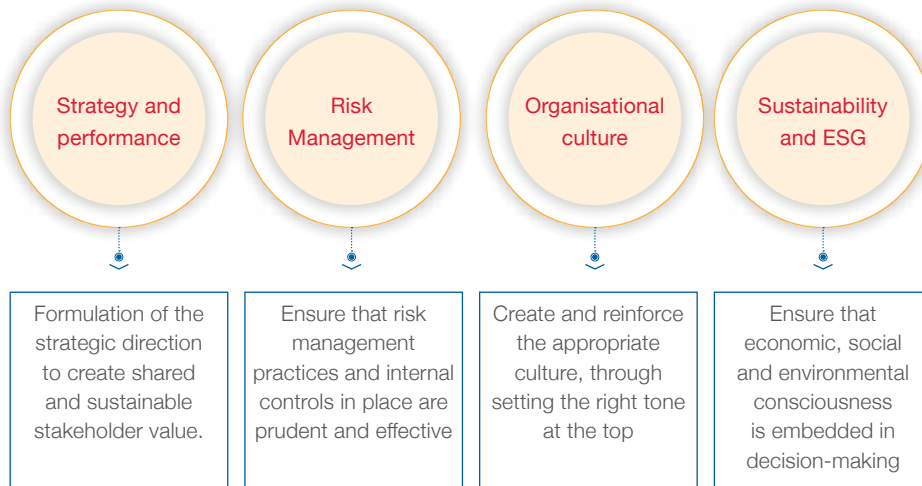 Strategy and
performance
Risk
Management
Organisational
culture
Sustainability
and ESG
Formulation of the
strategic direction
to create shared
and sustainable
stakeholder value.
Ensure that risk
management
practices and internal
controls in place are
prudent and effective
Create and reinforce
the appropriate
culture, through
setting the right tone
at the top
Ensure that
economic, social
and environmental
consciousness
is embedded in
decision-making